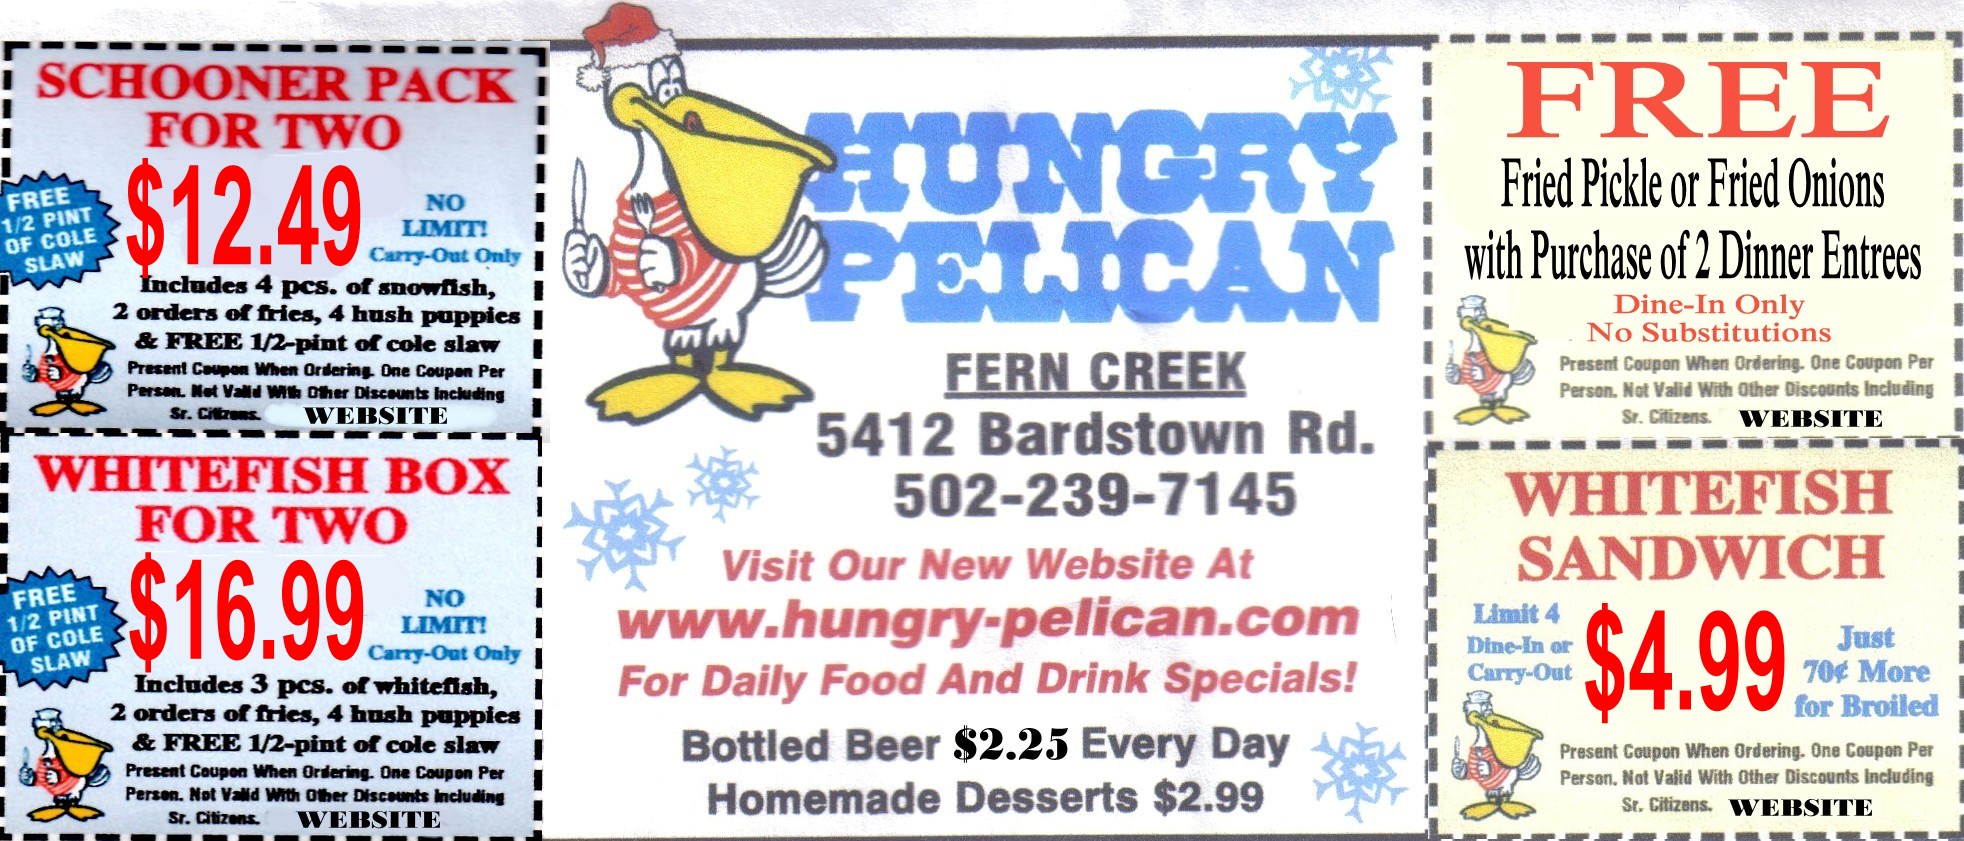 SCHOONER PACK
FOR TWO
$12.49
FREE
1/2 PINT
OF COLE
SLAW
NO
LIMIT!
Carry-Out Only
Includes 4 pcs. of snowfish,
2 orders of fries, 4 hush puppies
& FREE 1/2-pint of cole slaw
Present Coupon When Ordering. One Coupon Per
Person. Not Valid With Other Discounts Including
Sr. Citizens. WEBSITE
WHITEFISH BOX
FOR TWO
$16.99
FREE
1/2 PINT
OF COLE
SLAW
NO
LIMIT!
Carry-Out Only
Includes 3 pcs. of whitefish,
2 orders of fries, 4 hush puppies
& FREE 1/2-pint of cole slaw
Present Coupon When Ordering. One Coupon Per
Person. Not Valid With Other Discounts Including
Sr. Citizens. WEBSITE
HUNGRY
PELICAN
FERN CREEK
5412 Bardstown Rd.
502-239-7145
Visit Our New Website At
www.hungry-pelican.com
For Daily Food And Drink Specials!
Bottled Beer $2.25 Every Day
Homemade Desserts $2.99
FREE
Fried Pickle or Fried Onions
with Purchase of 2 Dinner Entrees
Dine-In Only
No Substitutions
Present Coupon When Ordering. One Coupon Per
Person. Not Valid With Other Discounts Including
Sr. Citizens. WEBSITE
WHITEFISH
SANDWICH
Limit 4
Dine-In or
Carry-Out
$4.99
Just
70¢ More
for Broiled
Present Coupon When Ordering. One Coupon Per
Person. Not Valid With Other Discounts Including
Sr. Citizens. WEBSITE